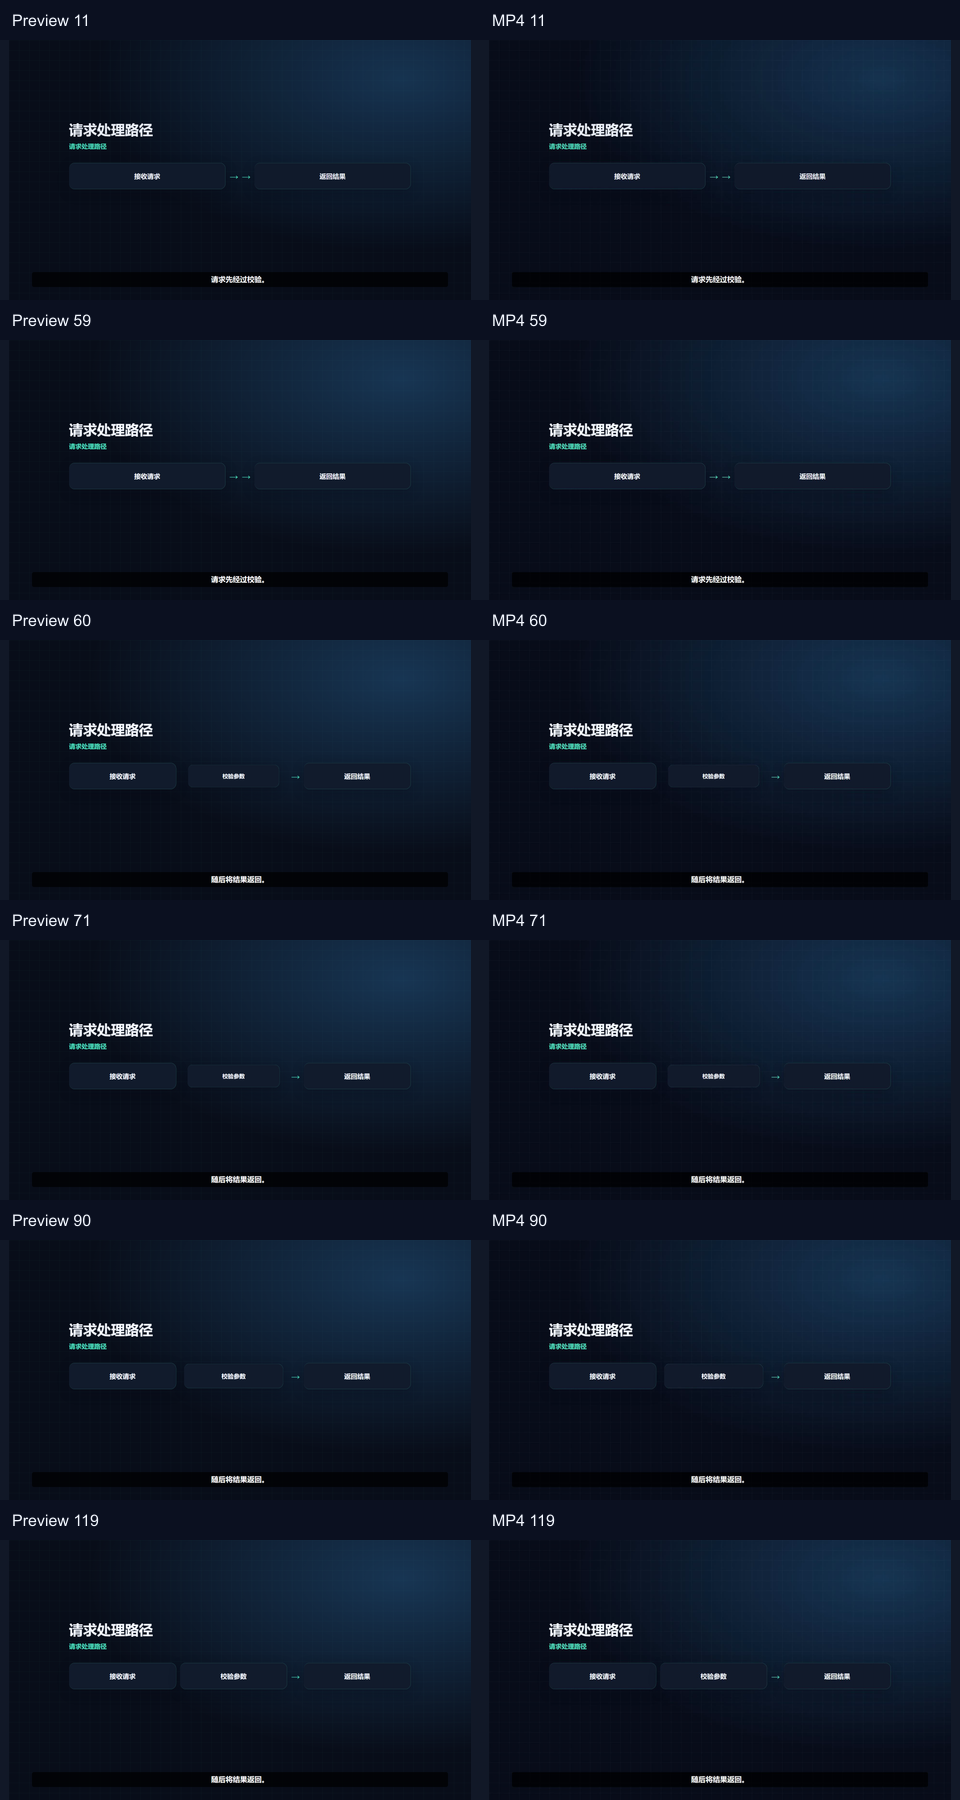 Preview 11
请求处理路径
请求处理路径
接收请求 → → 返回结果
请求先经过校验。
MP4 11
请求处理路径
请求处理路径
接收请求 → → 返回结果
请求先经过校验。
Preview 59
请求处理路径
请求处理路径
接收请求 → → 返回结果
请求先经过校验。
MP4 59
请求处理路径
请求处理路径
接收请求 → → 返回结果
请求先经过校验。
Preview 60
请求处理路径
请求处理路径
接收请求 校验参数 → 返回结果
随后将结果返回。
MP4 60
请求处理路径
请求处理路径
接收请求 校验参数 → 返回结果
随后将结果返回。
Preview 71
请求处理路径
请求处理路径
接收请求 校验参数 → 返回结果
随后将结果返回。
MP4 71
请求处理路径
请求处理路径
接收请求 校验参数 → 返回结果
随后将结果返回。
Preview 90
请求处理路径
请求处理路径
接收请求 校验参数 → 返回结果
随后将结果返回。
MP4 90
请求处理路径
请求处理路径
接收请求 校验参数 → 返回结果
随后将结果返回。
Preview 119
请求处理路径
请求处理路径
接收请求 校验参数 → 返回结果
随后将结果返回。
MP4 119
请求处理路径
请求处理路径
接收请求 校验参数 → 返回结果
随后将结果返回。